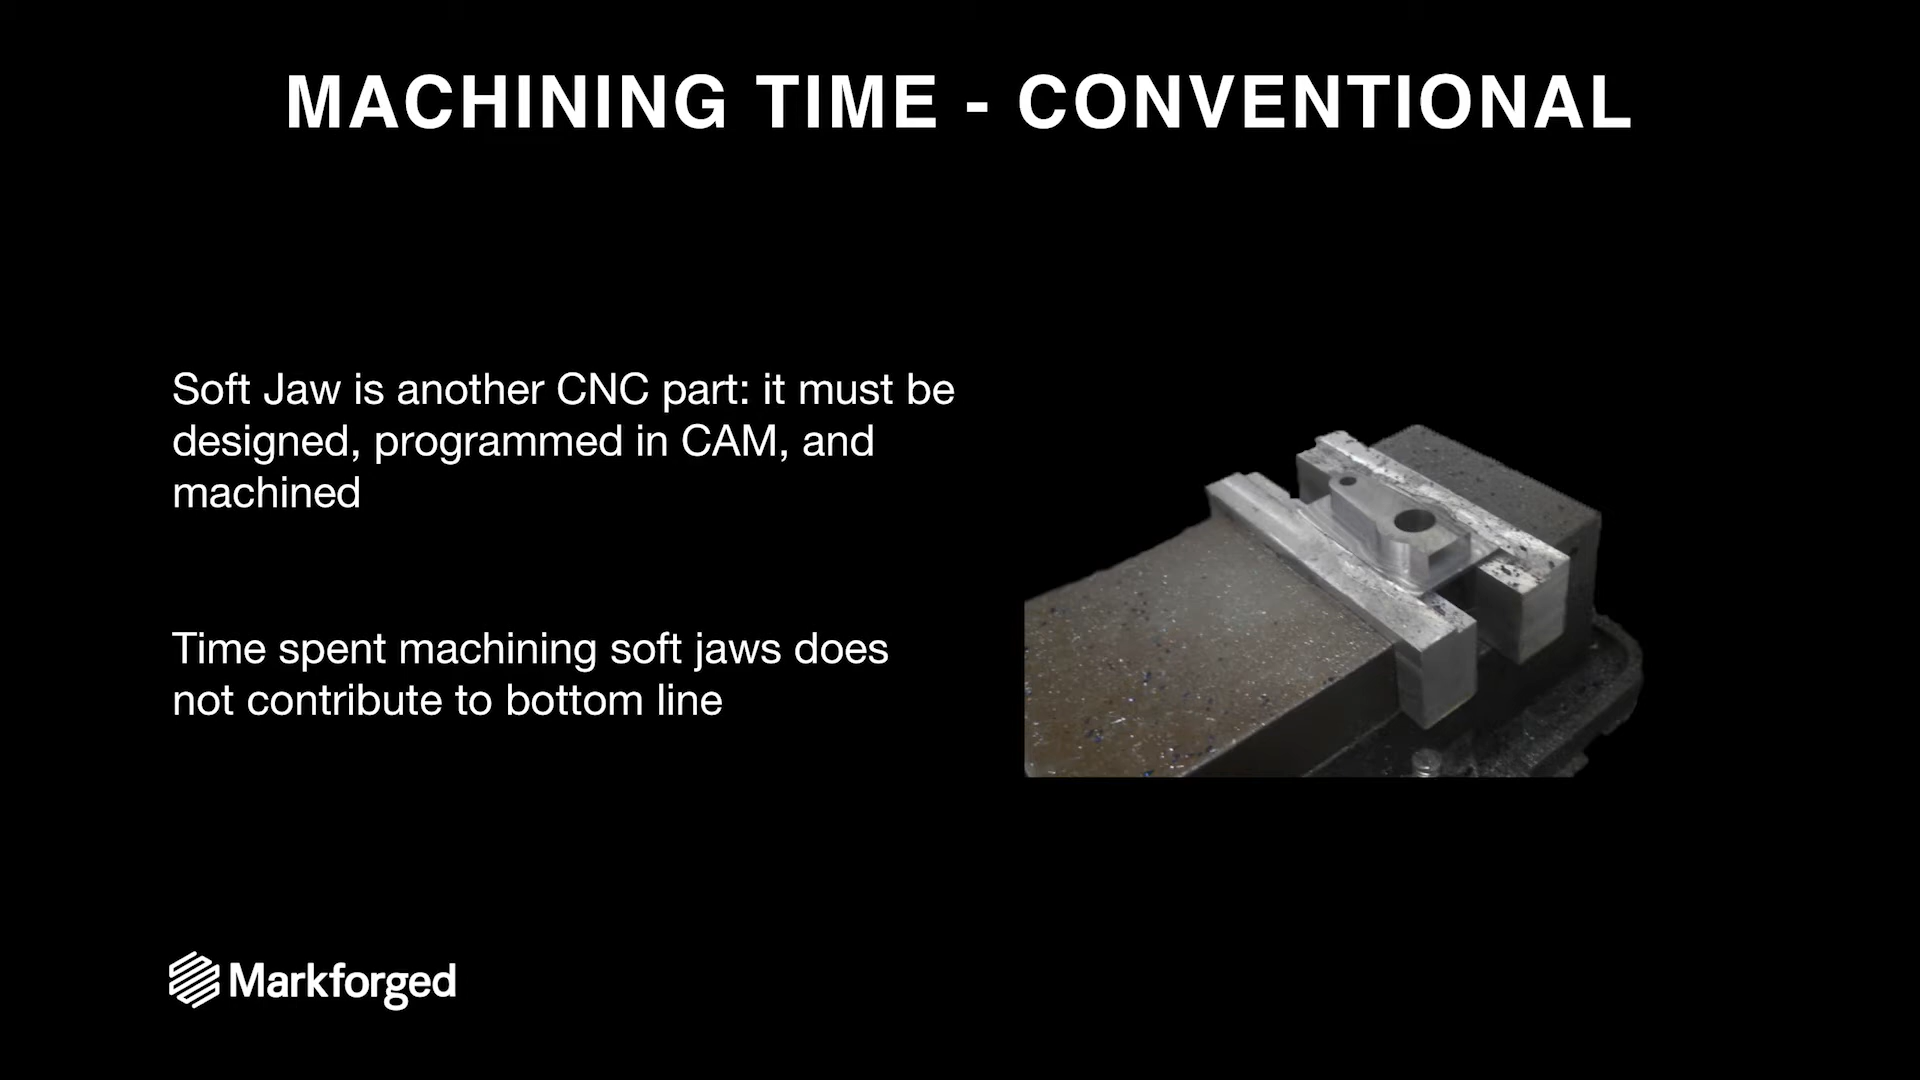 MACHINING TIME - CONVENTIONAL
Soft Jaw is another CNC part: it must be
designed, programmed in CAM, and
machined
Time spent machining soft jaws does
not contribute to bottom line
Markforged